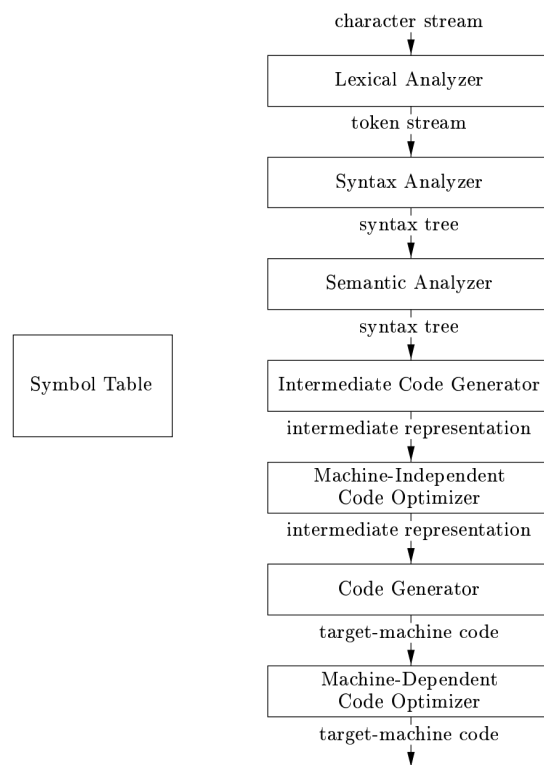 character stream
Lexical Analyzer
token stream
Syntax Analyzer
syntax tree
Semantic Analyzer
syntax tree
Symbol Table
Intermediate Code Generator
intermediate representation
Machine-Independent
Code Optimizer
intermediate representation
Code Generator
target-machine code
Machine-Dependent
Code Optimizer
target-machine code